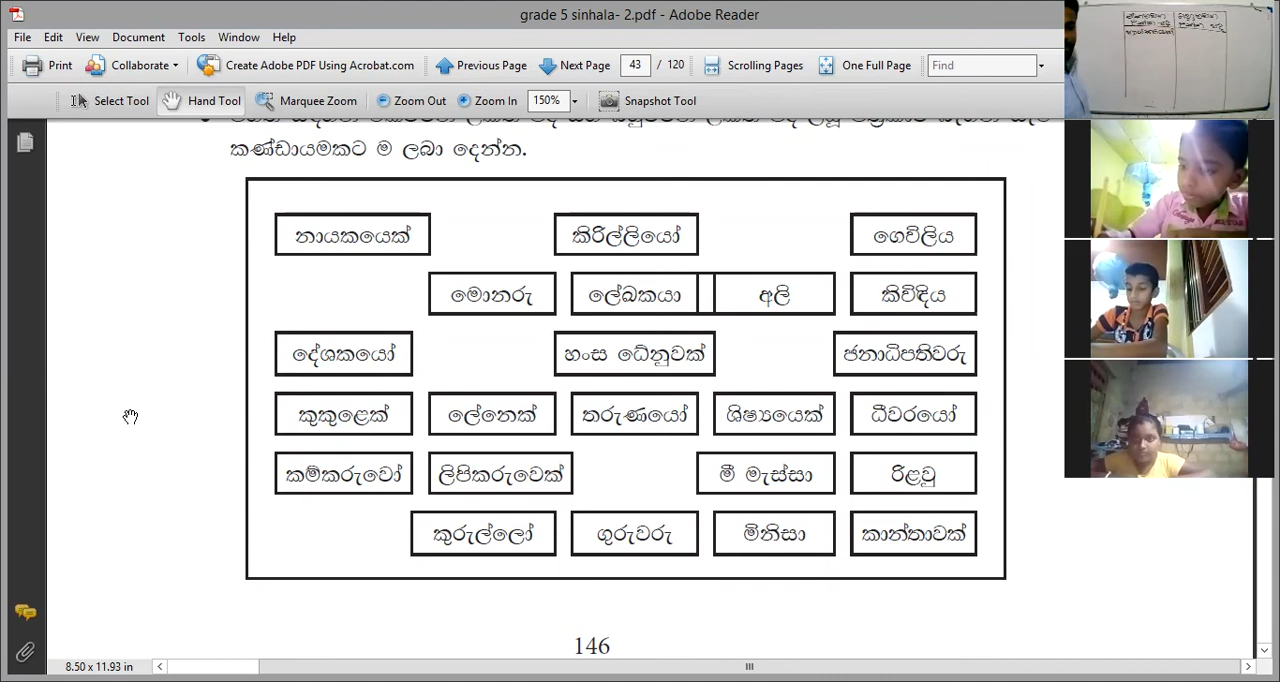 grade 5 sinhala- 2.pdf - Adobe Reader
File Edit View Document Tools Window Help
Print Collaborate Create Adobe PDF Using Acrobat.com Previous Page Next Page 43 / 120 Scrolling Pages One Full Page Find
Select Tool Hand Tool Marquee Zoom Zoom Out Zoom In 150% Snapshot Tool
කණ්ඩායමකට ම ලබා දෙන්න.
නායකයෙක් කිරිල්ලියෝ ගෙවිලිය
මොනරු ලේඛකයා අලි කිවිඳිය
දේශකයෝ හංස ධේනුවක් ජනාධිපතිවරු
කුකුළෙක් ලේනෙක් තරුණයෝ ශිෂ්‍යයෙක් ධීවරයෝ
කම්කරුවෝ ලිපිකරුවෙක් මී මැස්සා රිළවු
කුරුල්ලෝ ගුරුවරු මිනිසා කාන්තාවක්
146
8.50 x 11.93 in